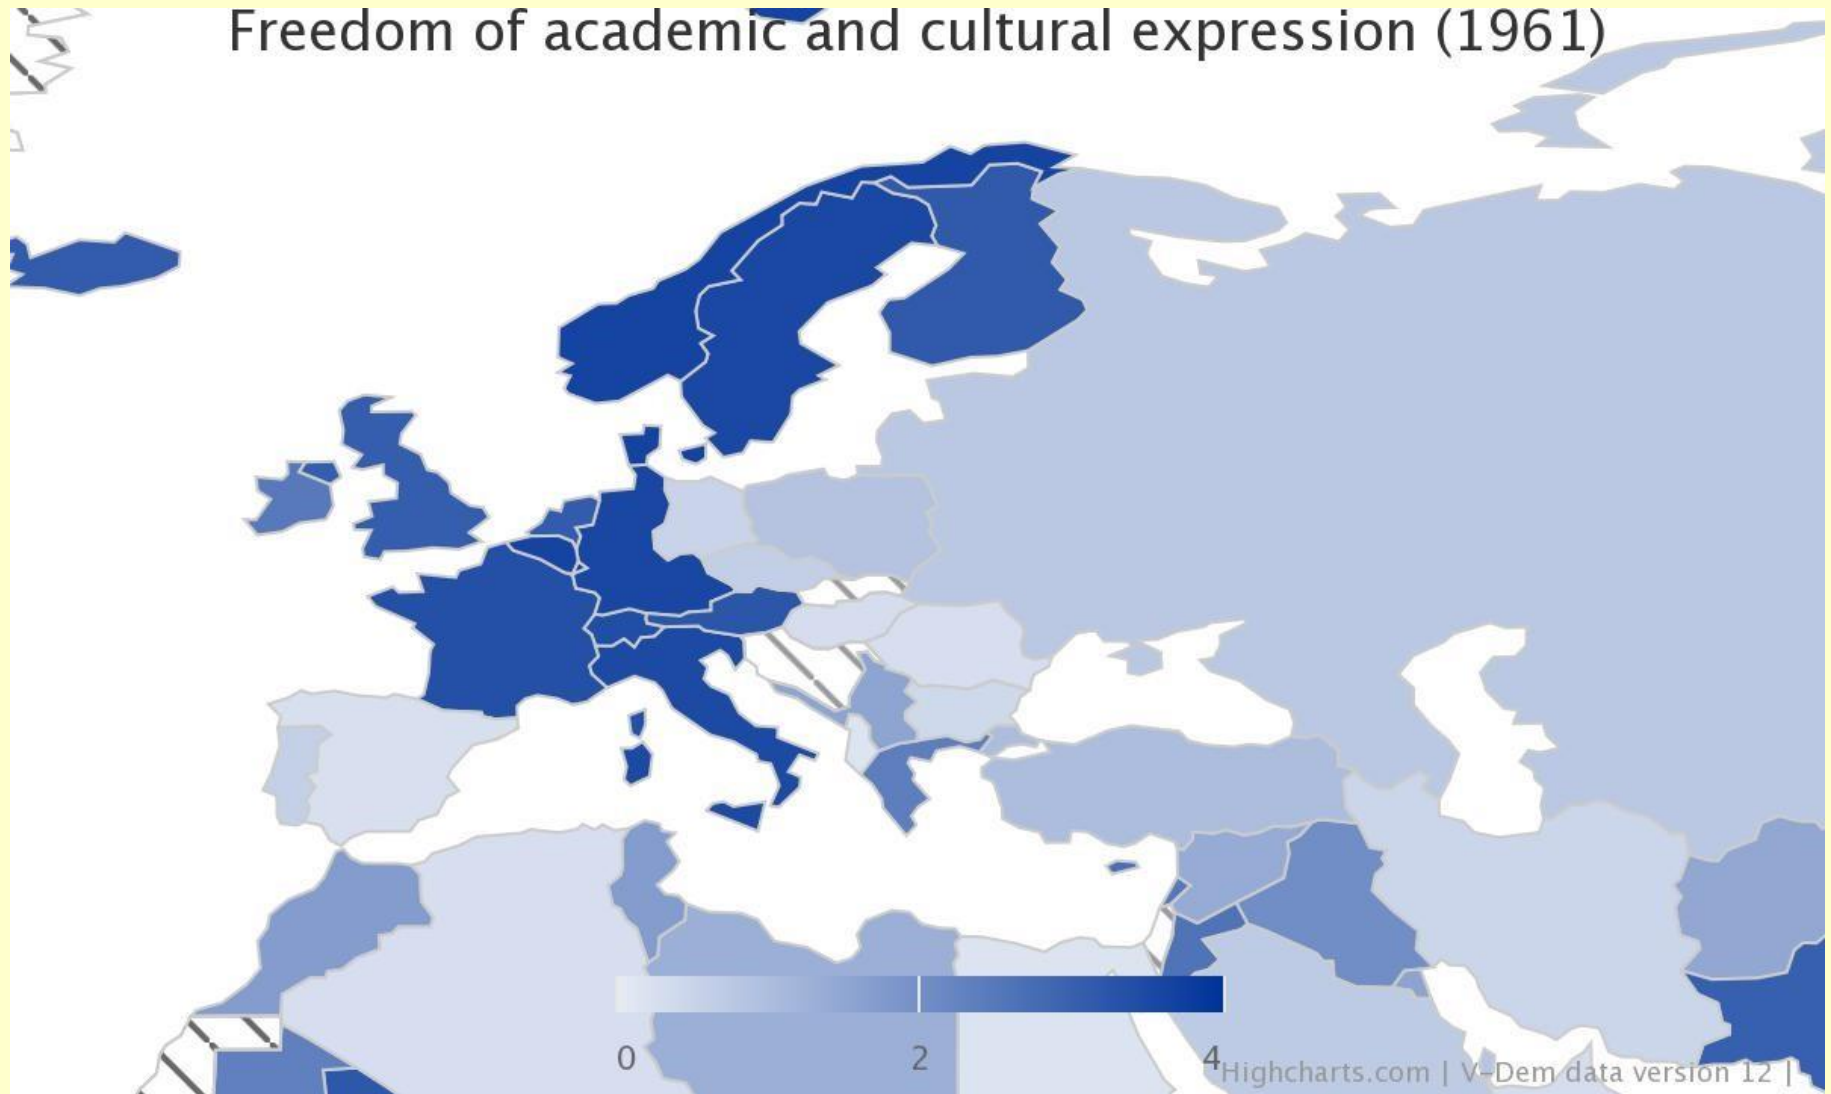 Freedom of academic and cultural expression (1961)
0 2 4
Highcharts.com | V-Dem data version 12 |